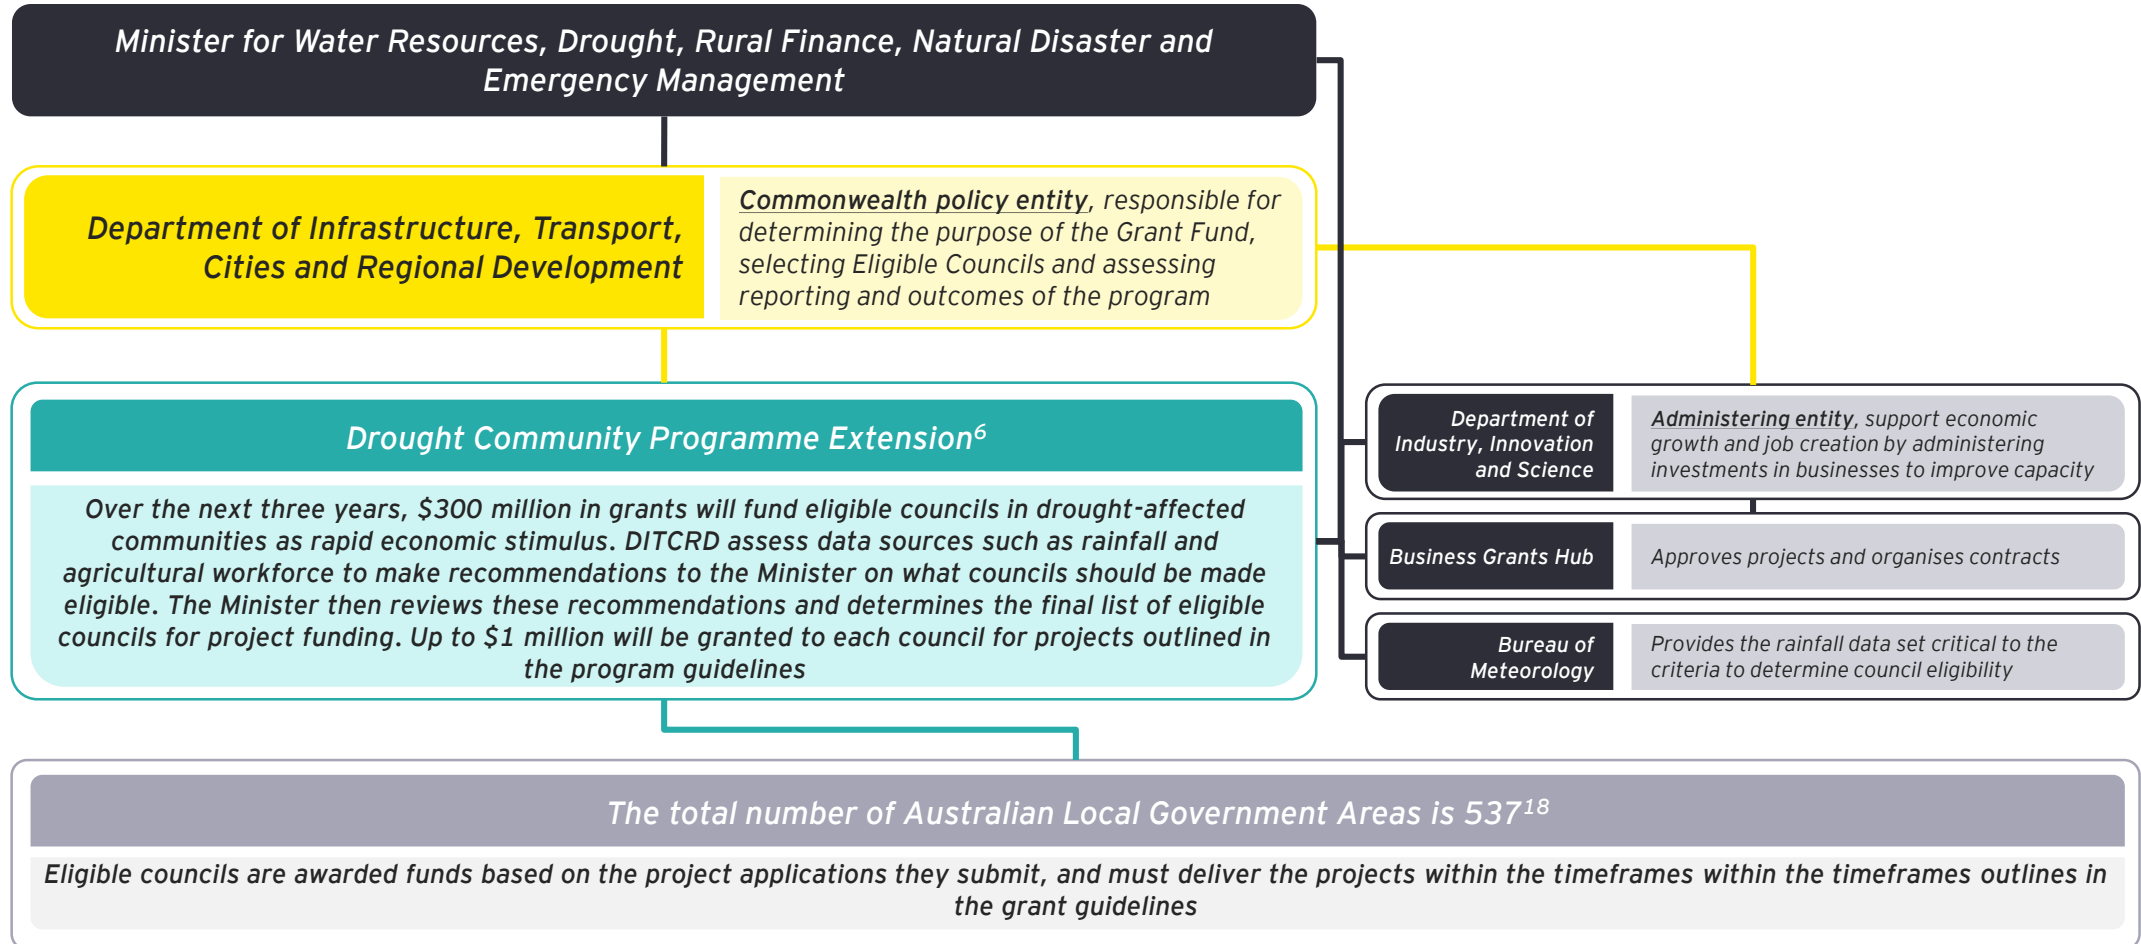 Minister for Water Resources, Drought, Rural Finance, Natural Disaster and
Emergency Management
Department of Infrastructure, Transport,
Cities and Regional Development
Commonwealth policy entity, responsible for
determining the purpose of the Grant Fund,
selecting Eligible Councils and assessing
reporting and outcomes of the program
Drought Community Programme Extension⁶
Over the next three years, $300 million in grants will fund eligible councils in drought-affected
communities as rapid economic stimulus. DITCRD assess data sources such as rainfall and
agricultural workforce to make recommendations to the Minister on what councils should be made
eligible. The Minister then reviews these recommendations and determines the final list of eligible
councils for project funding. Up to $1 million will be granted to each council for projects outlined in
the program guidelines
Department of
Industry, Innovation
and Science
Administering entity, support economic
growth and job creation by administering
investments in businesses to improve capacity
Business Grants Hub
Approves projects and organises contracts
Bureau of
Meteorology
Provides the rainfall data set critical to the
criteria to determine council eligibility
The total number of Australian Local Government Areas is 537¹⁸
Eligible councils are awarded funds based on the project applications they submit, and must deliver the projects within the timeframes within the timeframes outlines in
the grant guidelines